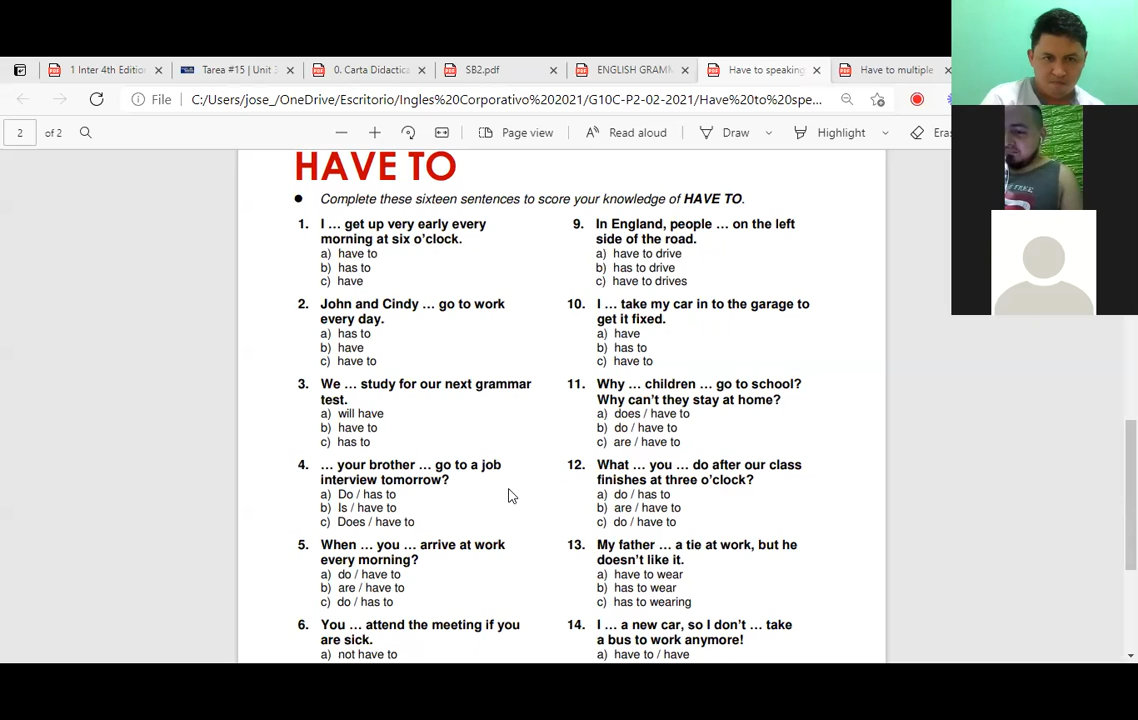 1 Inter 4th Editio
Tarea #15 | Unit
0. Carta Didactica
SB2.pdf
ENGLISH GRAMM
Have to speaking
Have to multiple
File
C:/Users/jose_/OneDrive/Escritorio/Ingles%20Corporativo%202021/G10C-P2-02-2021/Have%20to%20spe...
2 of 2
Page view
Read aloud
Draw
Highlight
Eras
HAVE TO
Complete these sixteen sentences to score your knowledge of HAVE TO.
1. I … get up very early every
morning at six o'clock.
a) have to
b) has to
c) have
2. John and Cindy … go to work
every day.
a) has to
b) have
c) have to
3. We … study for our next grammar
test.
a) will have
b) have to
c) has to
4. … your brother … go to a job
interview tomorrow?
a) Do / has to
b) Is / have to
c) Does / have to
5. When … you … arrive at work
every morning?
a) do / have to
b) are / have to
c) do / has to
6. You … attend the meeting if you
are sick.
a) not have to
9. In England, people … on the left
side of the road.
a) have to drive
b) has to drive
c) have to drives
10. I … take my car in to the garage to
get it fixed.
a) have
b) has to
c) have to
11. Why … children … go to school?
Why can't they stay at home?
a) does / have to
b) do / have to
c) are / have to
12. What … you … do after our class
finishes at three o'clock?
a) do / has to
b) are / have to
c) do / have to
13. My father … a tie at work, but he
doesn't like it.
a) have to wear
b) has to wear
c) has to wearing
14. I … a new car, so I don't … take
a bus to work anymore!
a) have to / have